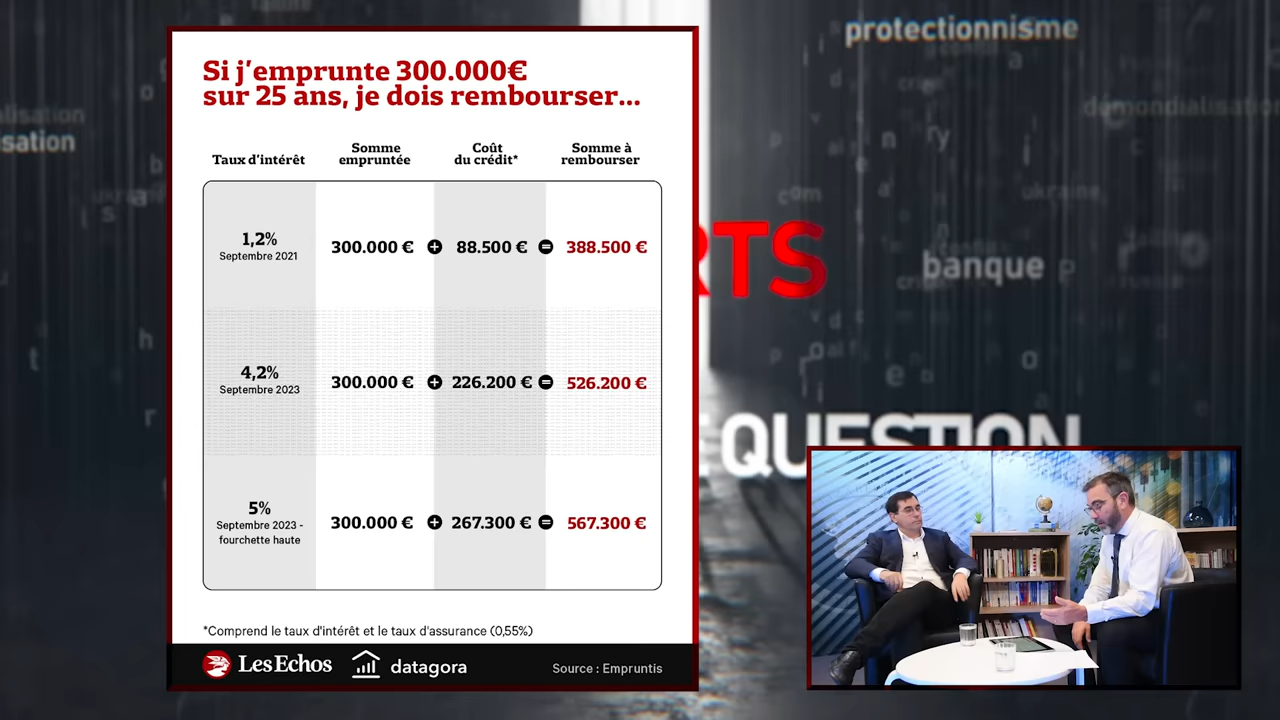 Si j’emprunte 300.000€
sur 25 ans, je dois rembourser...
Taux d’intérêt
Somme
empruntée
Coût
du crédit*
Somme à
rembourser
1,2%
Septembre 2021
300.000 € + 88.500 € = 388.500 €
4,2%
Septembre 2023
300.000 € + 226.200 € = 526.200 €
5%
Septembre 2023 -
fourchette haute
300.000 € + 267.300 € = 567.300 €
*Comprend le taux d'intérêt et le taux d'assurance (0,55%)
Les Echos
datagora
Source : Empruntis
protectionnisme
démondialisation
sation
ukraine
RTS
banque
QUESTION